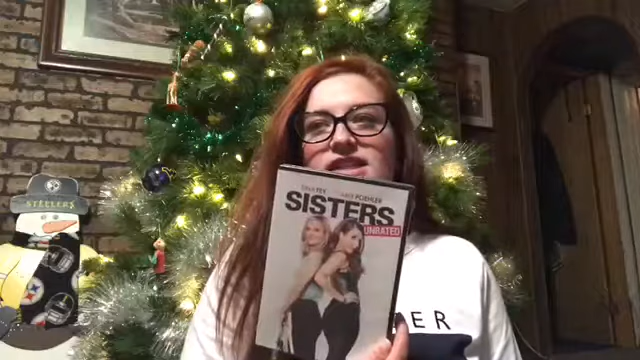 STEELERS
TINA FEY AMY POEHLER
SISTERS
UNRATED
ER